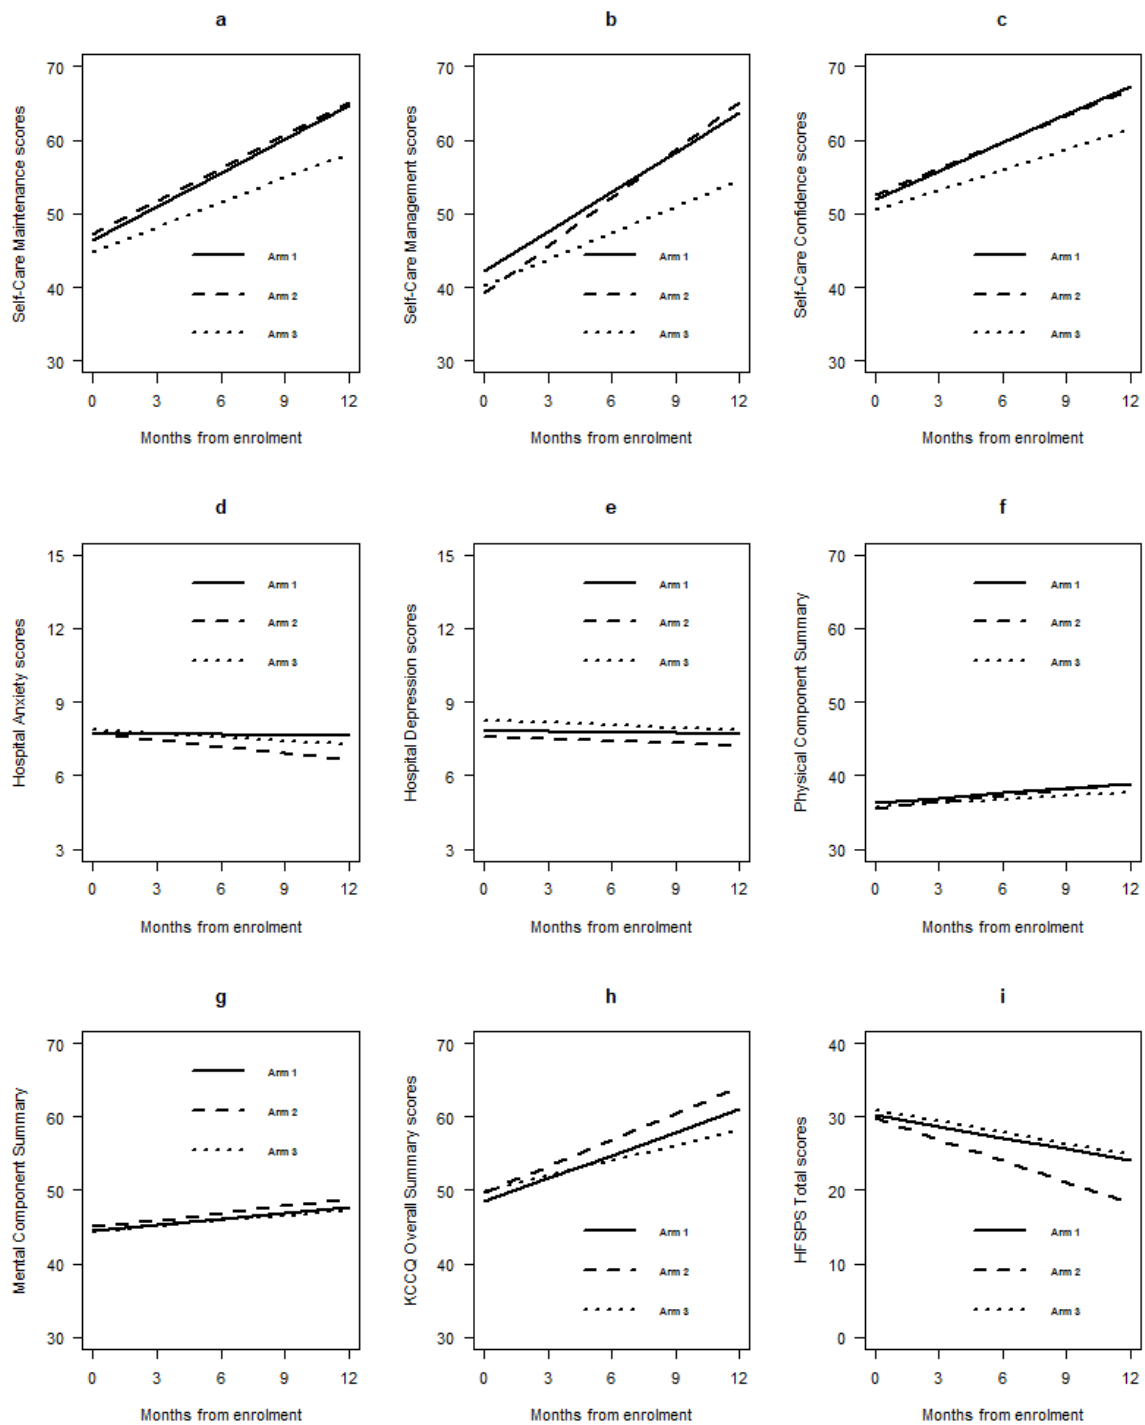 a
b
c
Self-Care Maintenance scores
70
60
50
40
30
Arm 1
Arm 2
Arm 3
0 3 6 9 12
Months from enrolment
Self-Care Management scores
70
60
50
40
30
Arm 1
Arm 2
Arm 3
0 3 6 9 12
Months from enrolment
Self-Care Confidence scores
70
60
50
40
30
Arm 1
Arm 2
Arm 3
0 3 6 9 12
Months from enrolment
d
e
f
Hospital Anxiety scores
15
12
9
6
3
Arm 1
Arm 2
Arm 3
0 3 6 9 12
Months from enrolment
Hospital Depression scores
15
12
9
6
3
Arm 1
Arm 2
Arm 3
0 3 6 9 12
Months from enrolment
Physical Component Summary
70
60
50
40
30
Arm 1
Arm 2
Arm 3
0 3 6 9 12
Months from enrolment
g
h
i
Mental Component Summary
70
60
50
40
30
Arm 1
Arm 2
Arm 3
0 3 6 9 12
Months from enrolment
KCCQ Overall Summary scores
70
60
50
40
30
Arm 1
Arm 2
Arm 3
0 3 6 9 12
Months from enrolment
HFSPS Total scores
40
30
20
10
0
Arm 1
Arm 2
Arm 3
0 3 6 9 12
Months from enrolment